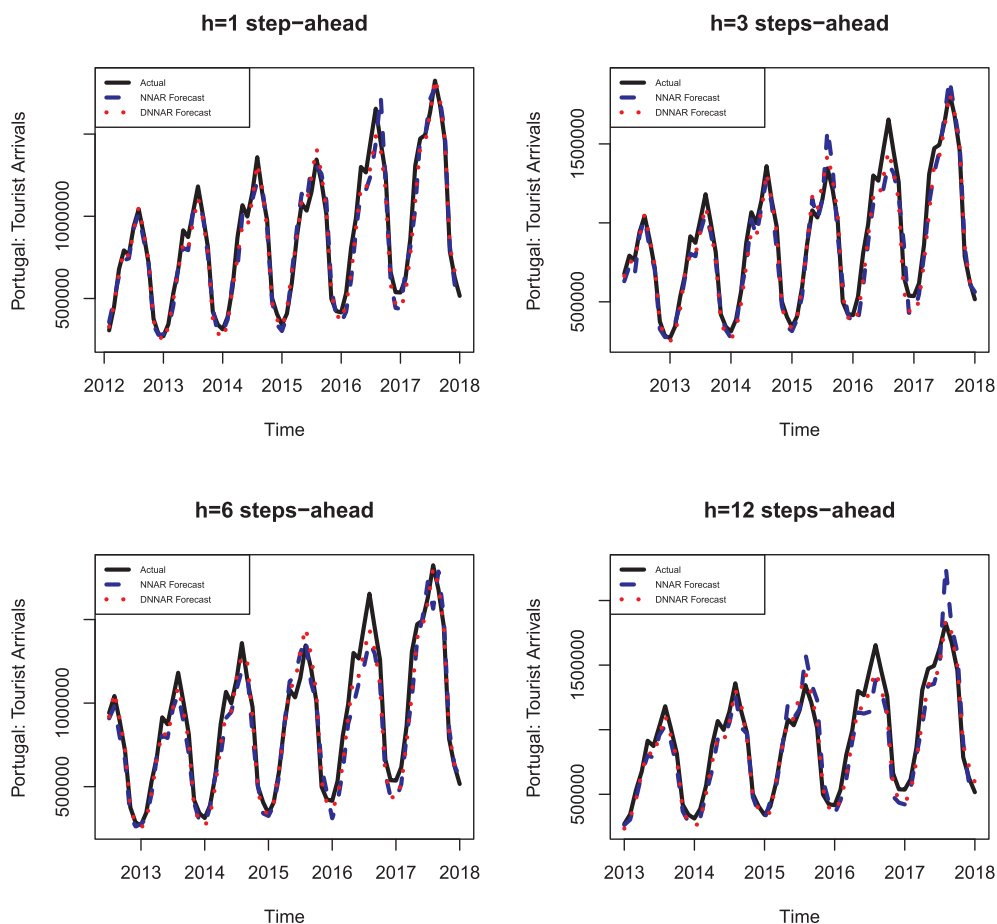 h=1 step−ahead
Actual
NNAR Forecast
DNNAR Forecast
Portugal: Tourist Arrivals
500000
1000000
2012 2013 2014 2015 2016 2017 2018
Time
h=3 steps−ahead
Actual
NNAR Forecast
DNNAR Forecast
Portugal: Tourist Arrivals
500000
1500000
2013 2014 2015 2016 2017 2018
Time
h=6 steps−ahead
Actual
NNAR Forecast
DNNAR Forecast
Portugal: Tourist Arrivals
500000
1000000
2013 2014 2015 2016 2017 2018
Time
h=12 steps−ahead
Actual
NNAR Forecast
DNNAR Forecast
Portugal: Tourist Arrivals
500000
1500000
2013 2014 2015 2016 2017 2018
Time